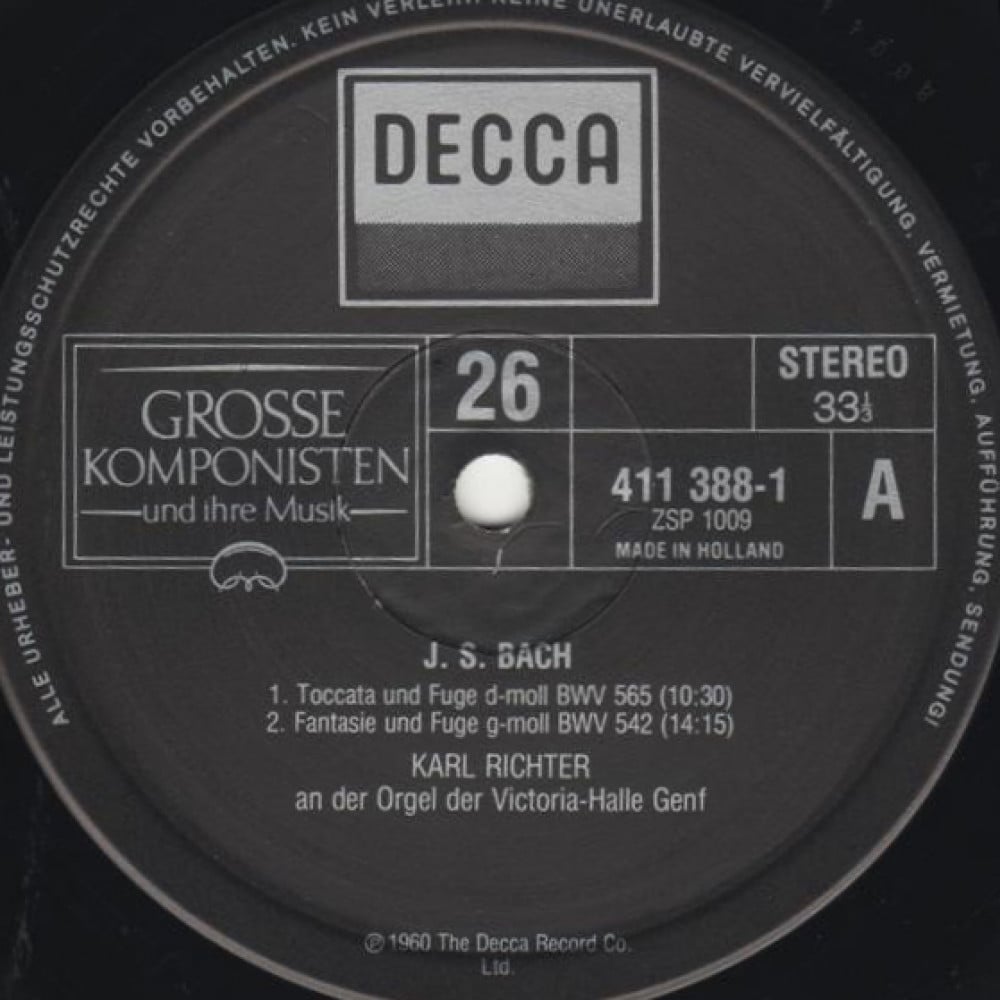 ALLE URHEBER- UND LEISTUNGSSCHUTZRECHTE VORBEHALTEN. KEIN VERLEIH! KEINE UNERLAUBTE VERVIELFÄLTIGUNG, VERMIETUNG, AUFFÜHRUNG, SENDUNG!
DECCA
GROSSE
KOMPONISTEN
und ihre Musik
26
STEREO
33⅓
411 388-1
ZSP 1009
MADE IN HOLLAND
A
J. S. BACH
1. Toccata und Fuge d-moll BWV 565 (10:30)
2. Fantasie und Fuge g-moll BWV 542 (14:15)
KARL RICHTER
an der Orgel der Victoria-Halle Genf
℗ 1960 The Decca Record Co.
Ltd.